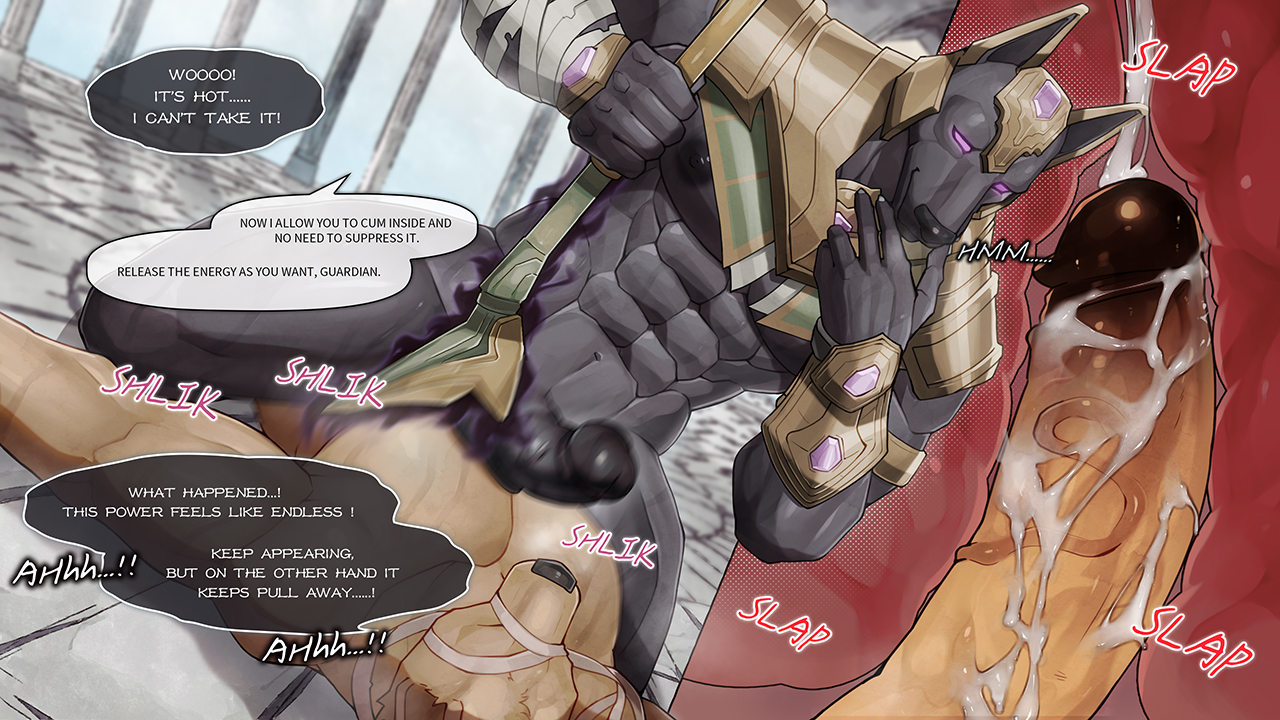 WOOOO!
IT'S HOT......
I CAN'T TAKE IT!
NOW I ALLOW YOU TO CUM INSIDE AND
NO NEED TO SUPPRESS IT.
RELEASE THE ENERGY AS YOU WANT, GUARDIAN.
SLAP
HMM......
SHLIK
SHLIK
WHAT HAPPENED...!
THIS POWER FEELS LIKE ENDLESS !
KEEP APPEARING,
BUT ON THE OTHER HAND IT
KEEPS PULL AWAY......!
AHhh...!!
AHhh...!!
SHLIK
SLAP
SLAP